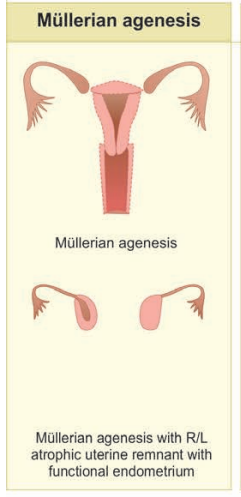 Müllerian agenesis
Müllerian agenesis
Müllerian agenesis with R/L
atrophic uterine remnant with
functional endometrium